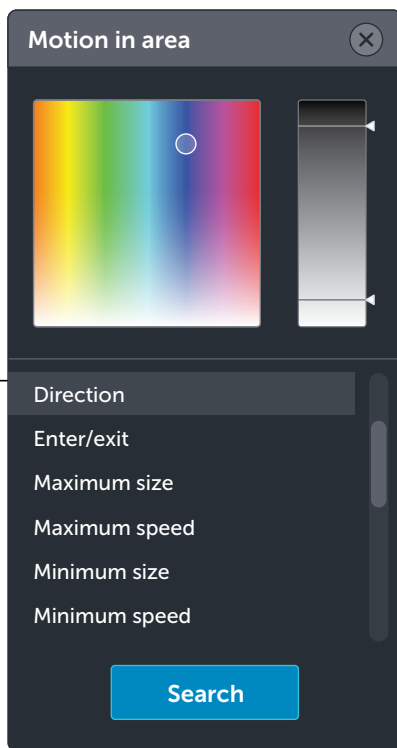 Motion in area
Direction
Enter/exit
Maximum size
Maximum speed
Minimum size
Minimum speed
Search